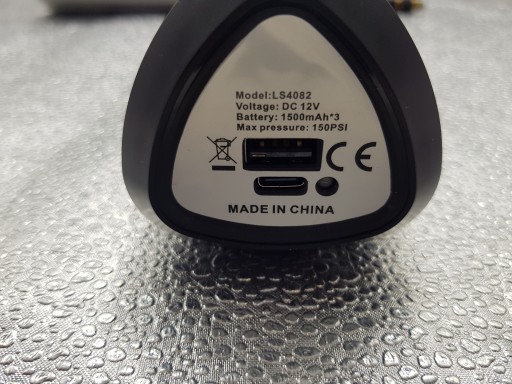 Model:LS4082
Voltage: DC 12V
Battery: 1500mAh*3
Max pressure: 150PSI
CE
MADE IN CHINA